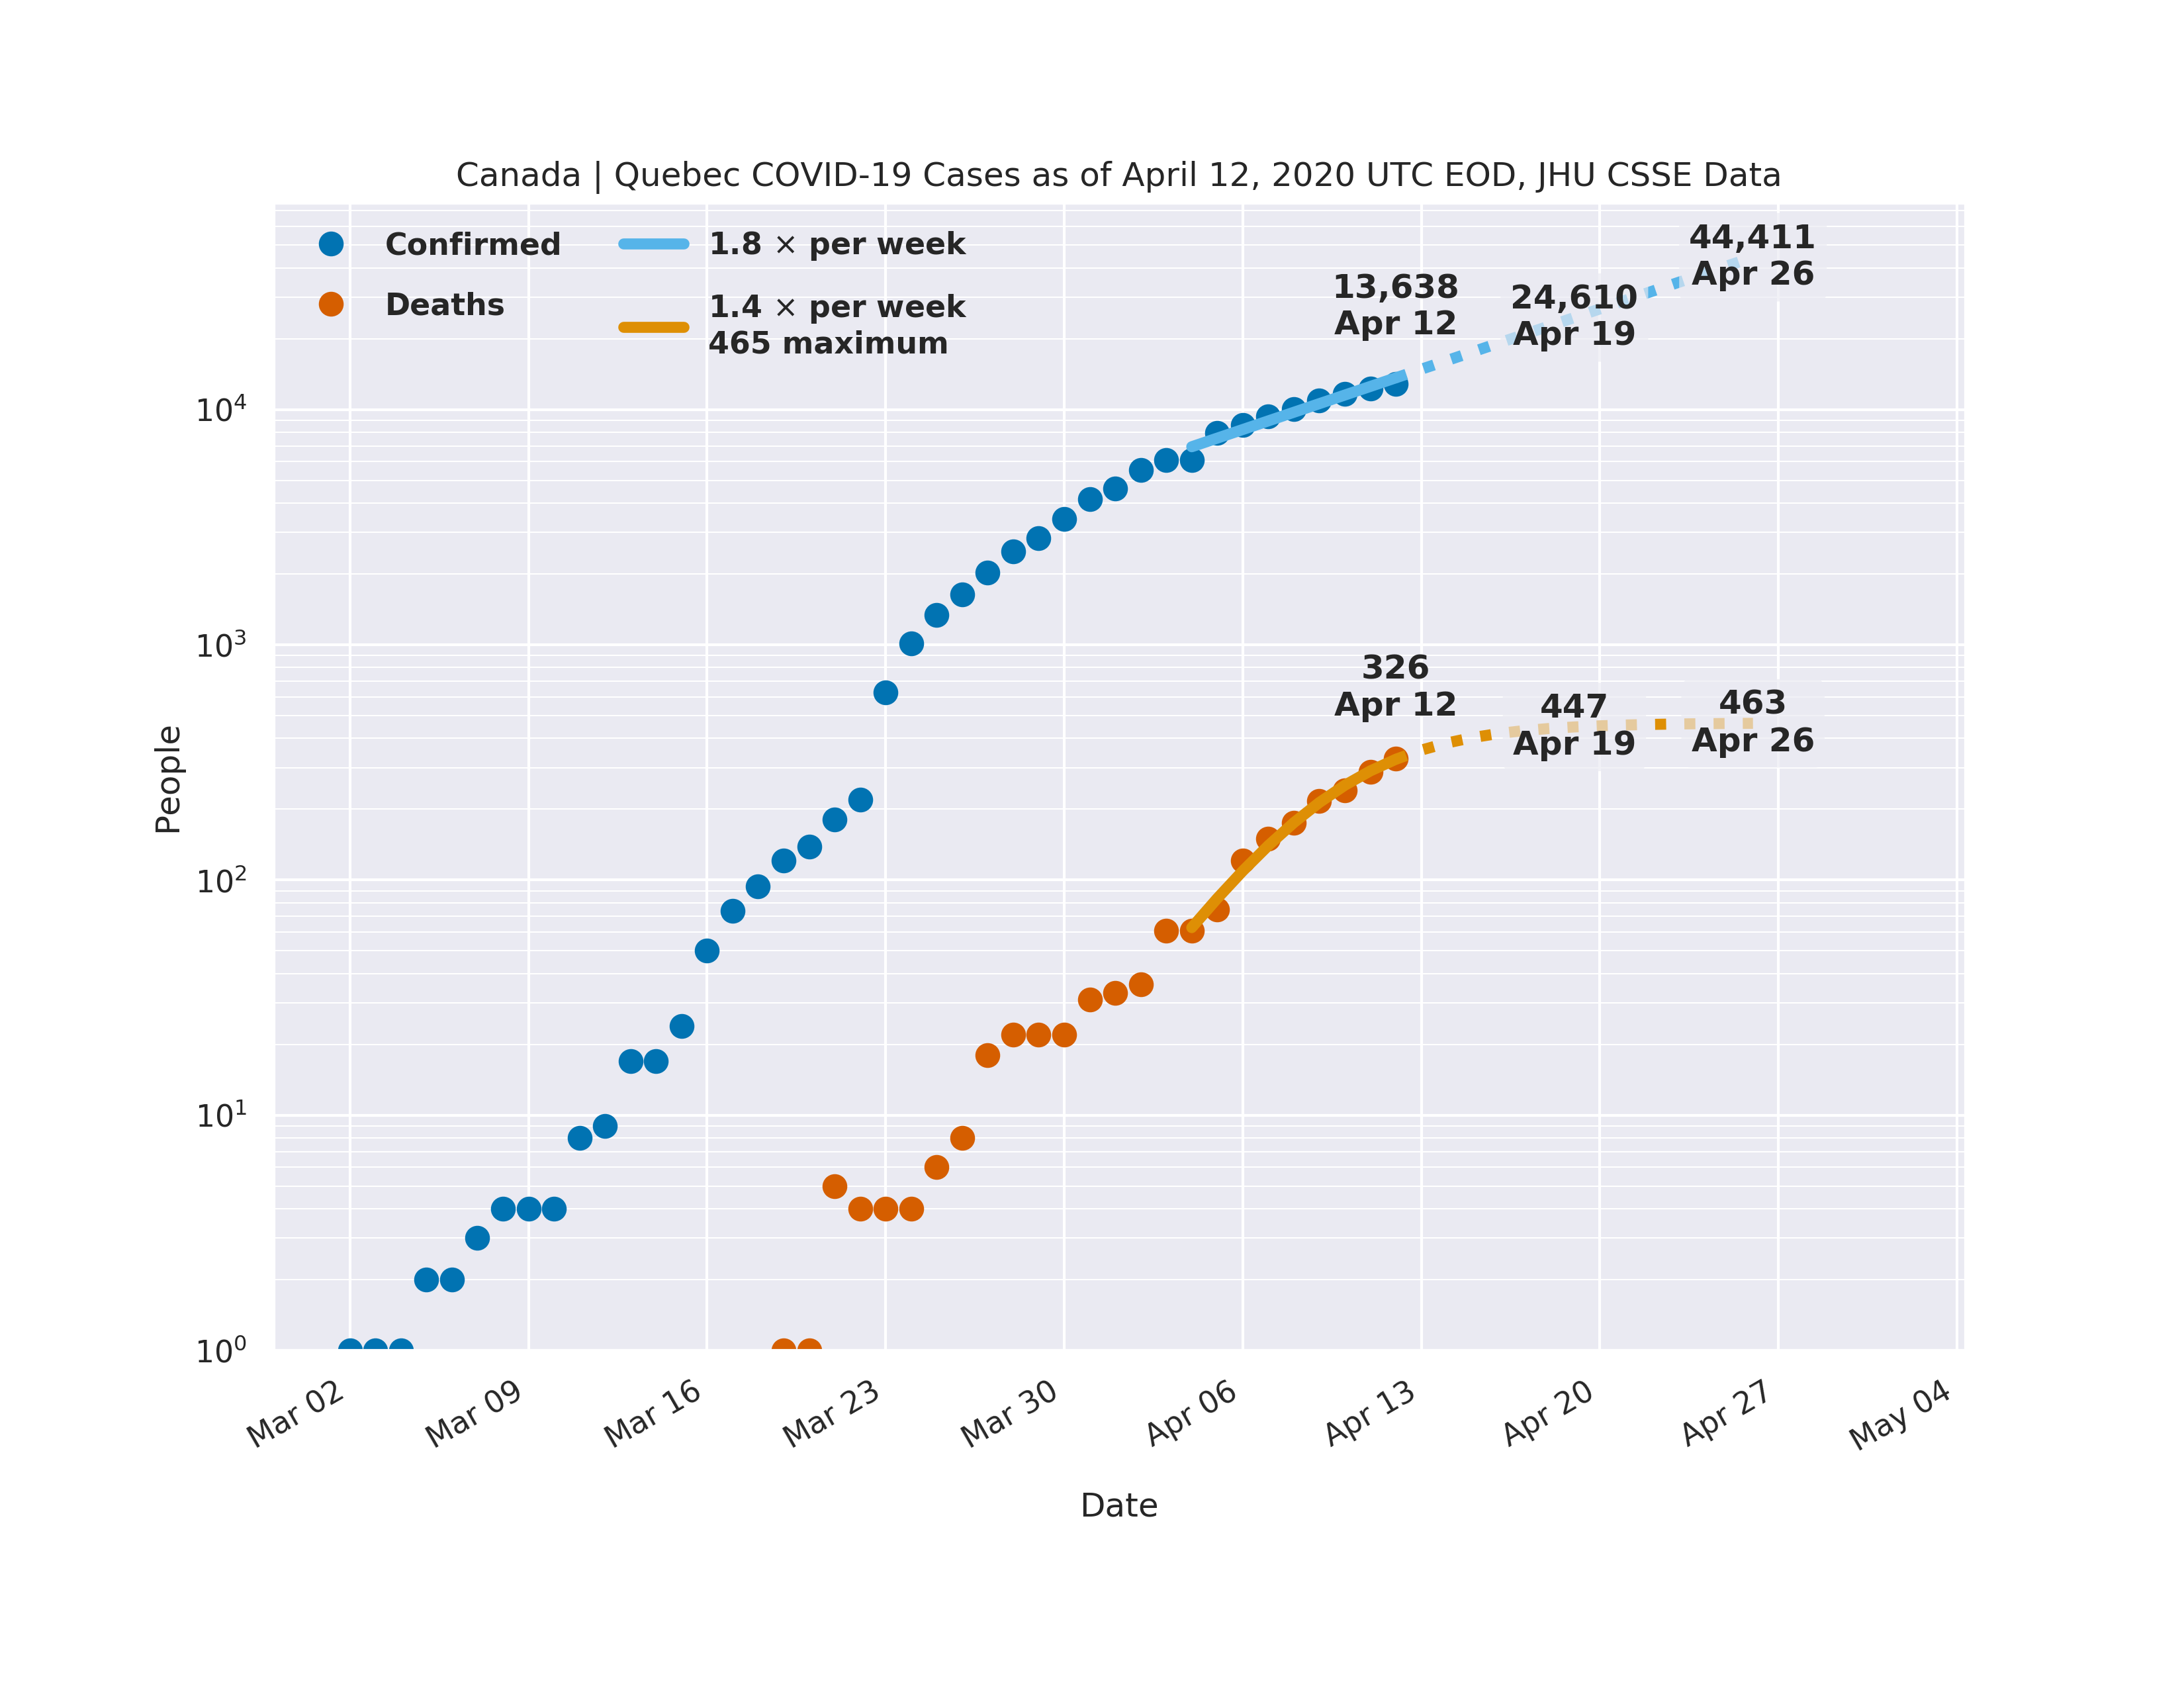 Canada | Quebec COVID-19 Cases as of April 12, 2020 UTC EOD, JHU CSSE Data
Confirmed
Deaths
1.8 × per week
1.4 × per week
465 maximum
13,638
Apr 12
24,610
Apr 19
44,411
Apr 26
326
Apr 12
447
Apr 19
463
Apr 26
People
10⁴
10³
10²
10¹
10⁰
Mar 02
Mar 09
Mar 16
Mar 23
Mar 30
Apr 06
Apr 13
Apr 20
Apr 27
May 04
Date